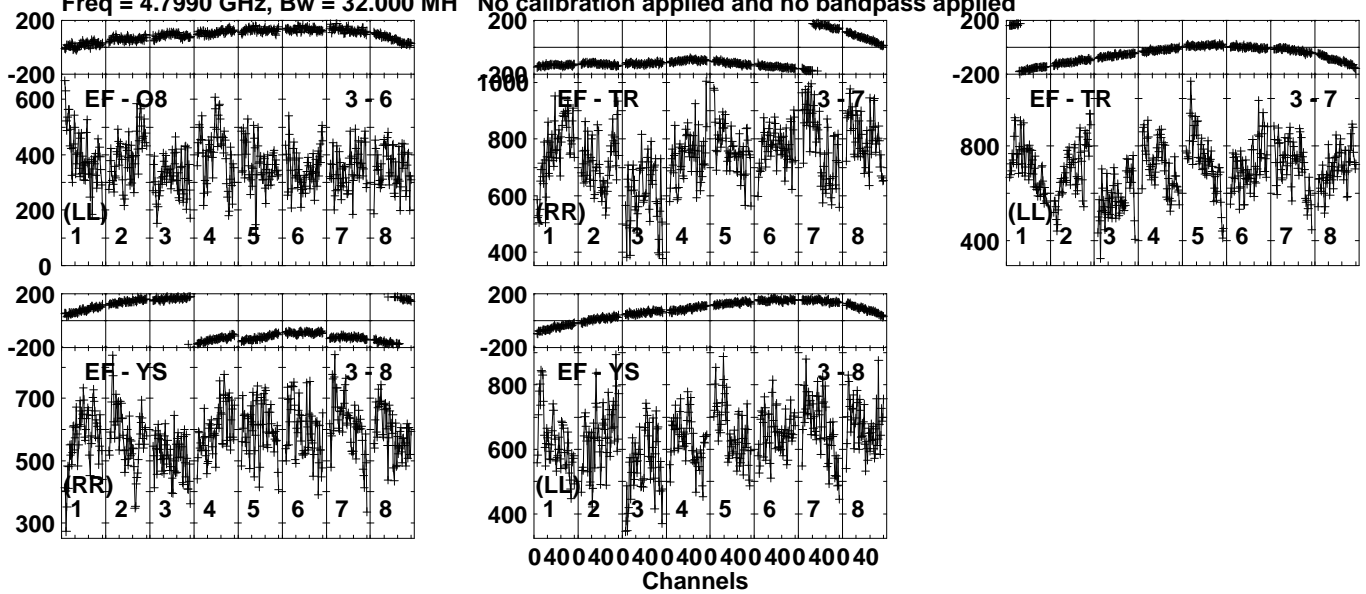 Freq = 4.7990 GHz, Bw = 32.000 MH No calibration applied and no bandpass applied
200
-200
600
400
200
0
EF - O8 3 - 6
(LL)
1 2 3 4 5 6 7 8
200
-200
1000
800
600
400
EF - TR 3 - 7
(RR)
1 2 3 4 5 6 7 8
200
-200
800
400
EF - TR 3 - 7
(LL)
1 2 3 4 5 6 7 8
200
-200
700
500
300
EF - YS 3 - 8
(RR)
1 2 3 4 5 6 7 8
200
-200
800
600
400
EF - YS 3 - 8
(LL)
1 2 3 4 5 6 7 8
0 40 0 40 0 40 0 40 0 40 0 40 0 40 0 40
Channels